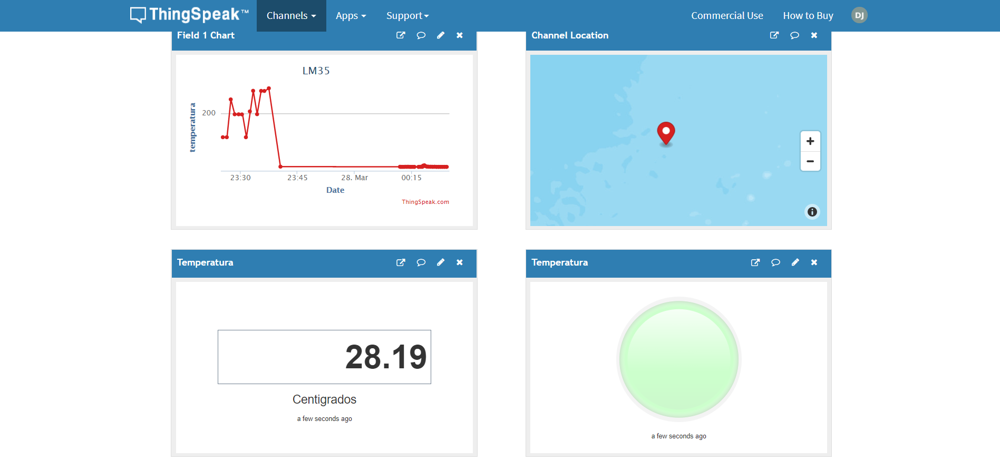 ThingSpeak™ Channels Apps Support Commercial Use How to Buy DJ
Field 1 Chart
LM35
temperatura
200
23:30 23:45 28. Mar 00:15
Date
ThingSpeak.com
Channel Location
Temperatura
28.19
Centigrados
a few seconds ago
Temperatura
a few seconds ago